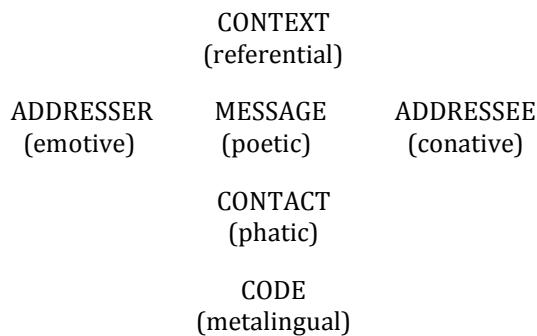 CONTEXT
(referential)
ADDRESSER MESSAGE ADDRESSEE
(emotive) (poetic) (conative)
CONTACT
(phatic)
CODE
(metalingual)